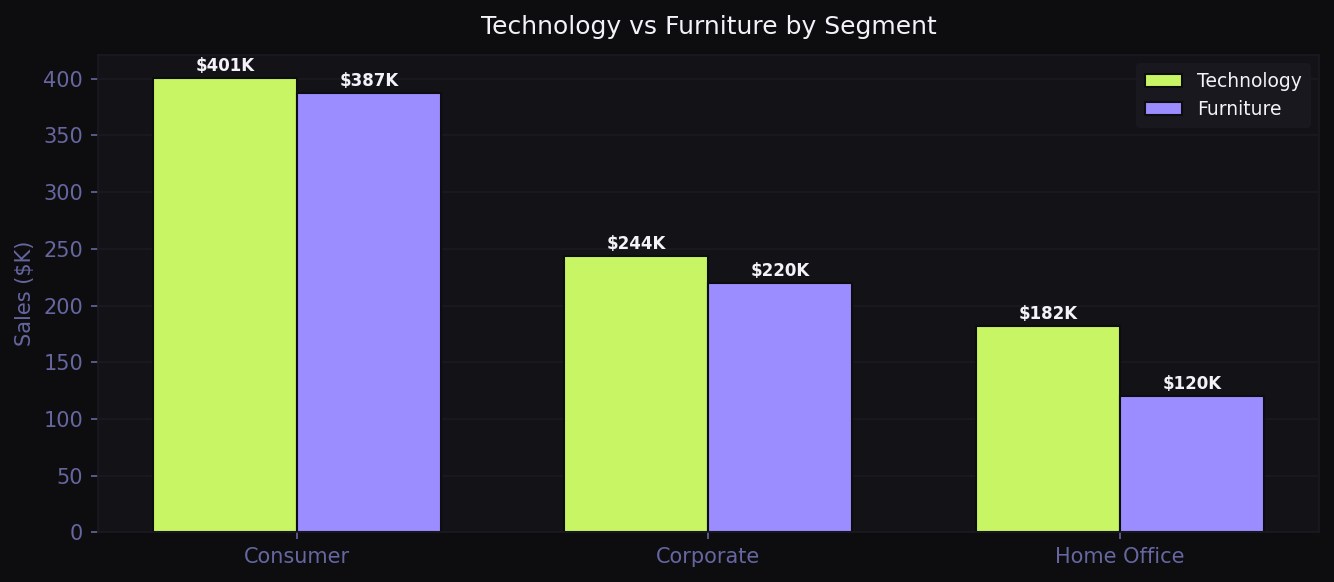 Technology vs Furniture by Segment
Technology
Furniture
Sales ($K)
400
350
300
250
200
150
100
50
0
$401K
$387K
$244K
$220K
$182K
$120K
Consumer
Corporate
Home Office